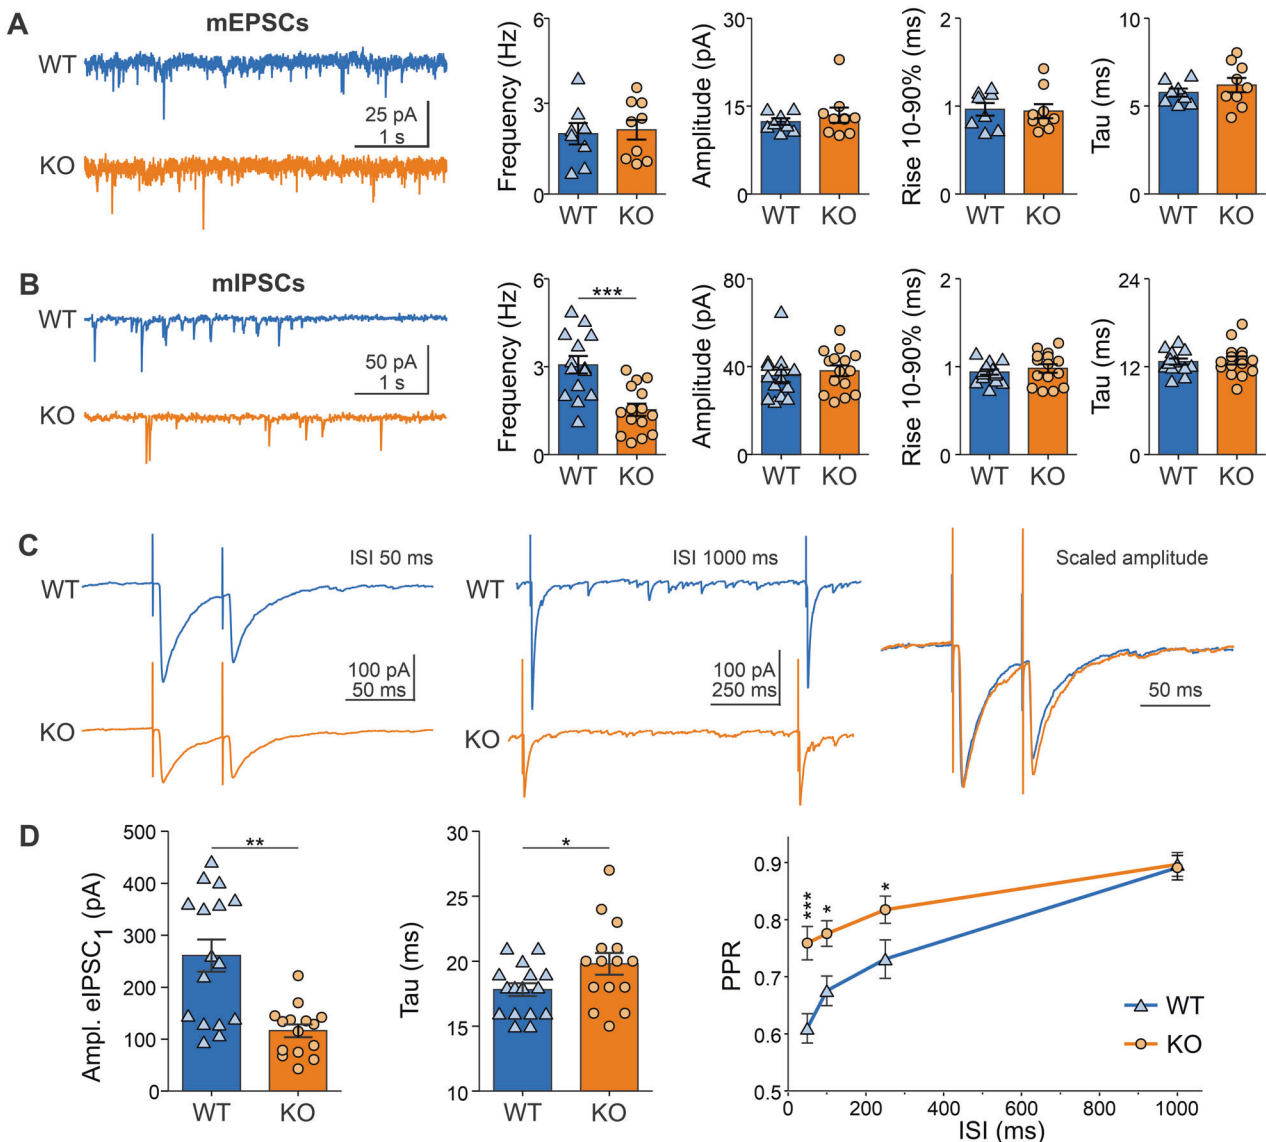 A
mEPSCs
WT
25 pA
1 s
KO
Frequency (Hz)
6
3
0
WT KO
Amplitude (pA)
30
15
0
WT KO
Rise 10-90% (ms)
2
1
0
WT KO
Tau (ms)
10
5
0
WT KO
B
mIPSCs
WT
50 pA
1 s
KO
Frequency (Hz)
6
3
0
***
WT KO
Amplitude (pA)
80
40
0
WT KO
Rise 10-90% (ms)
2
1
0
WT KO
Tau (ms)
24
12
0
WT KO
C
WT
ISI 50 ms
100 pA
50 ms
KO
WT
ISI 1000 ms
100 pA
250 ms
KO
Scaled amplitude
50 ms
D
Ampl. eIPSC1 (pA)
500
400
300
200
100
0
**
WT KO
Tau (ms)
30
25
20
15
10
*
WT KO
PPR
0.9
0.8
0.7
0.6
0.5
***
*
*
WT
KO
0 200 400 600 800 1000
ISI (ms)